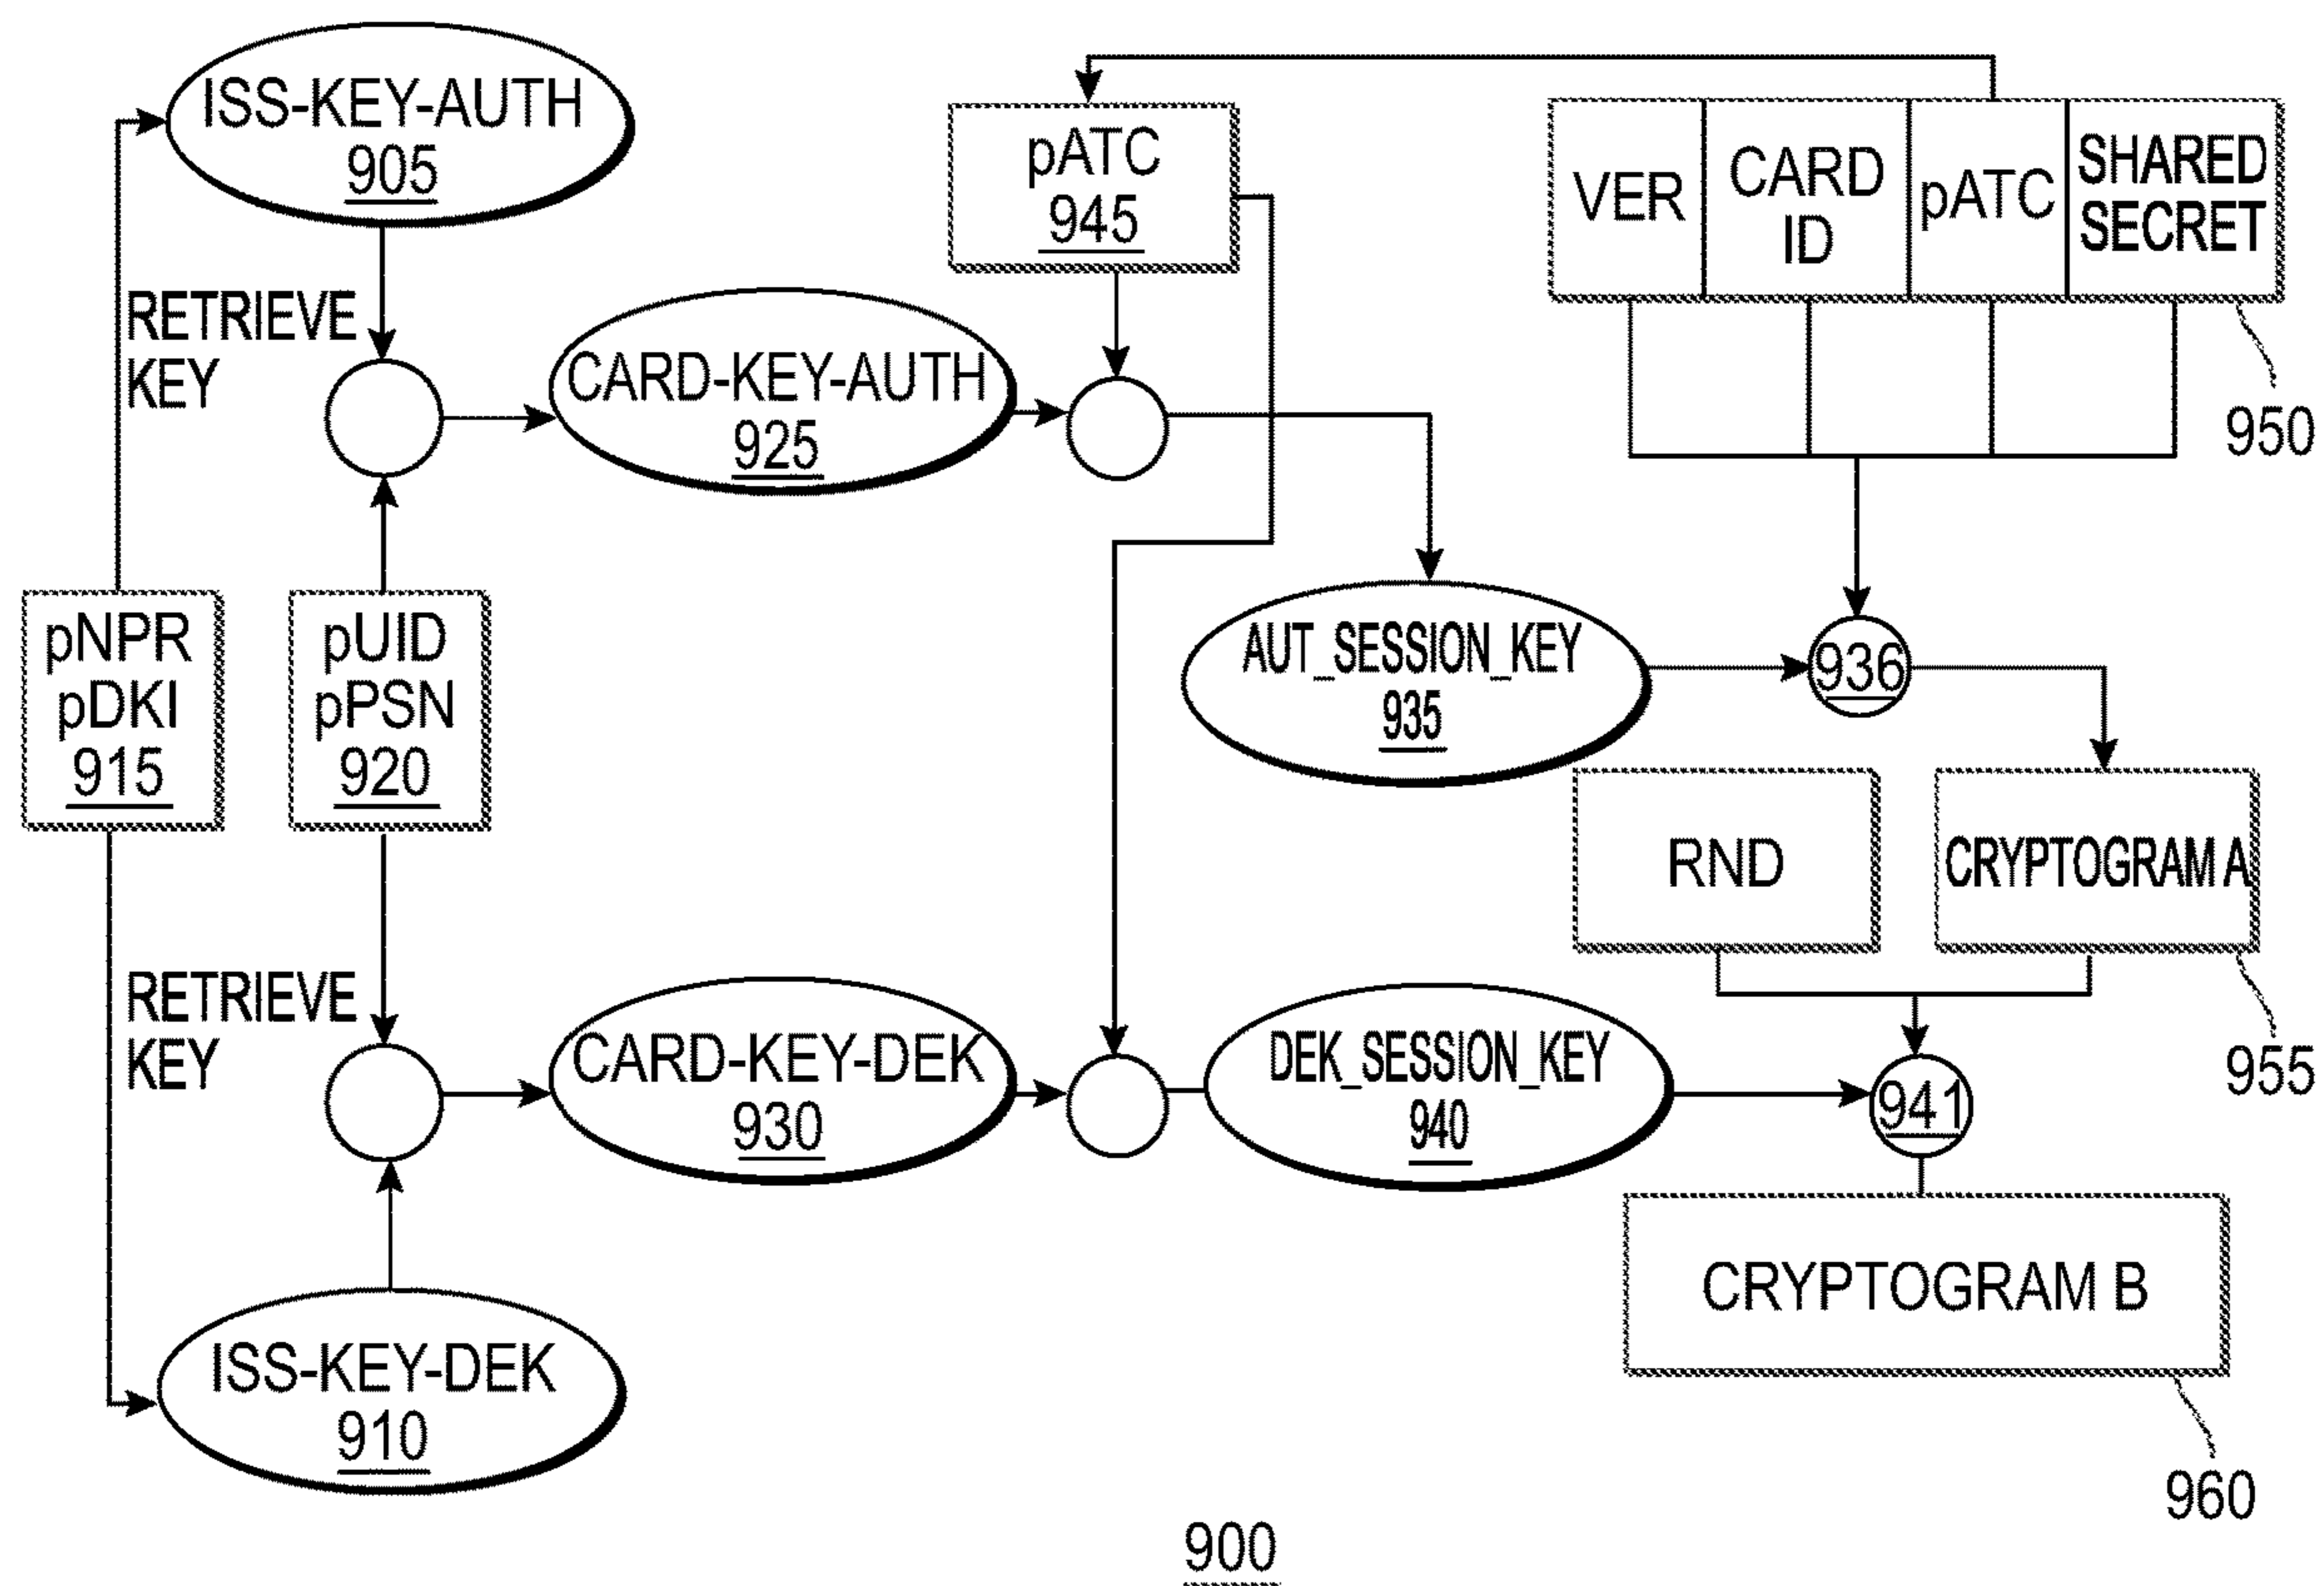 ISS-KEY-AUTH
905
pATC
945
VER
CARD
ID
pATC
SHARED
SECRET
950
RETRIEVE
KEY
CARD-KEY-AUTH
925
pNPR
pDKI
915
pUID
pPSN
920
AUT_SESSION_KEY
935
936
RND
CRYPTOGRAM A
955
RETRIEVE
KEY
CARD-KEY-DEK
930
DEK_SESSION_KEY
940
941
CRYPTOGRAM B
960
ISS-KEY-DEK
910
900